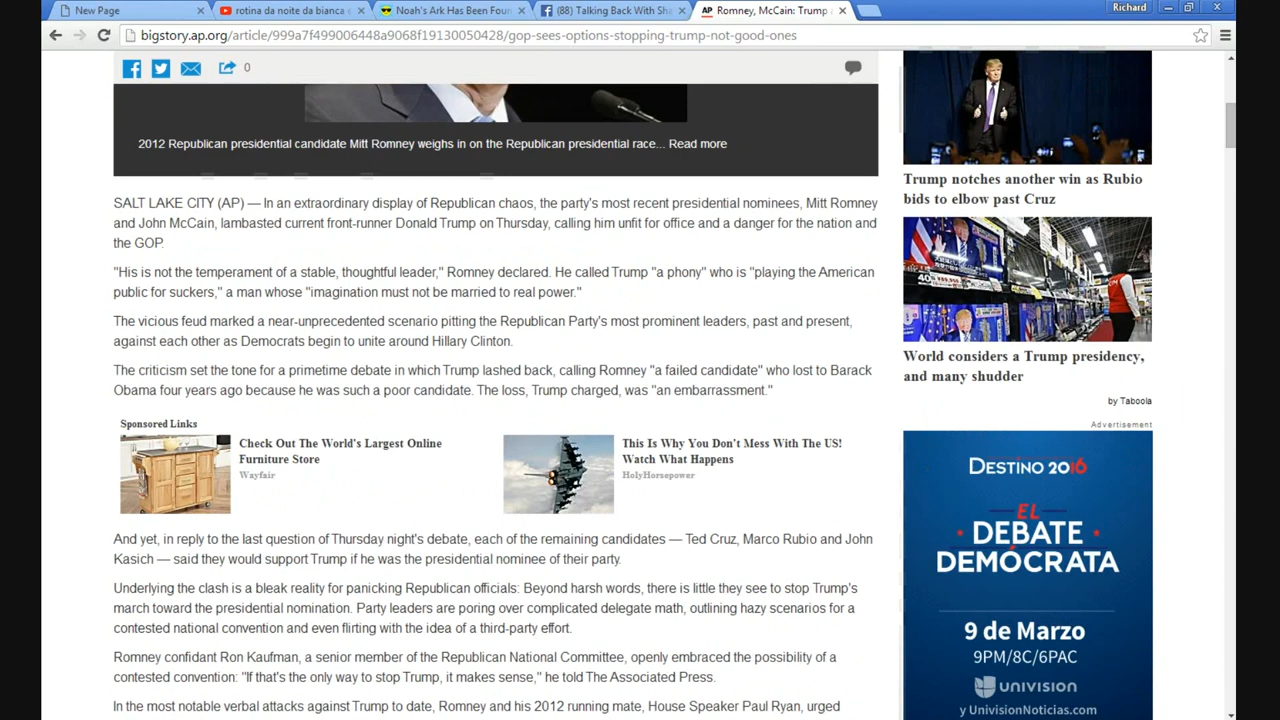 New Page
rotina da noite da bianca e
Noah's Ark Has Been Foun
(88) Talking Back With Sha
Romney, McCain: Trump a
Richard
bigstory.ap.org/article/999a7f499006448a9068f19130050428/gop-sees-options-stopping-trump-not-good-ones
0
2012 Republican presidential candidate Mitt Romney weighs in on the Republican presidential race... Read more
SALT LAKE CITY (AP) — In an extraordinary display of Republican chaos, the party's most recent presidential nominees, Mitt Romney
and John McCain, lambasted current front-runner Donald Trump on Thursday, calling him unfit for office and a danger for the nation and
the GOP.
"His is not the temperament of a stable, thoughtful leader," Romney declared. He called Trump "a phony" who is "playing the American
public for suckers," a man whose "imagination must not be married to real power."
The vicious feud marked a near-unprecedented scenario pitting the Republican Party's most prominent leaders, past and present,
against each other as Democrats begin to unite around Hillary Clinton.
The criticism set the tone for a primetime debate in which Trump lashed back, calling Romney "a failed candidate" who lost to Barack
Obama four years ago because he was such a poor candidate. The loss, Trump charged, was "an embarrassment."
Sponsored Links
Check Out The World's Largest Online
Furniture Store
Wayfair
This Is Why You Don't Mess With The US!
Watch What Happens
HolyHorsepower
And yet, in reply to the last question of Thursday night's debate, each of the remaining candidates — Ted Cruz, Marco Rubio and John
Kasich — said they would support Trump if he was the presidential nominee of their party.
Underlying the clash is a bleak reality for panicking Republican officials: Beyond harsh words, there is little they see to stop Trump's
march toward the presidential nomination. Party leaders are poring over complicated delegate math, outlining hazy scenarios for a
contested national convention and even flirting with the idea of a third-party effort.
Romney confidant Ron Kaufman, a senior member of the Republican National Committee, openly embraced the possibility of a
contested convention: "If that's the only way to stop Trump, it makes sense," he told The Associated Press.
In the most notable verbal attacks against Trump to date, Romney and his 2012 running mate, House Speaker Paul Ryan, urged
Trump notches another win as Rubio
bids to elbow past Cruz
World considers a Trump presidency,
and many shudder
by Taboola
Advertisement
DESTINO 2016
EL
DEBATE
DEMÓCRATA
9 de Marzo
9PM/8C/6PAC
UNIVISION
y UnivisionNoticias.com